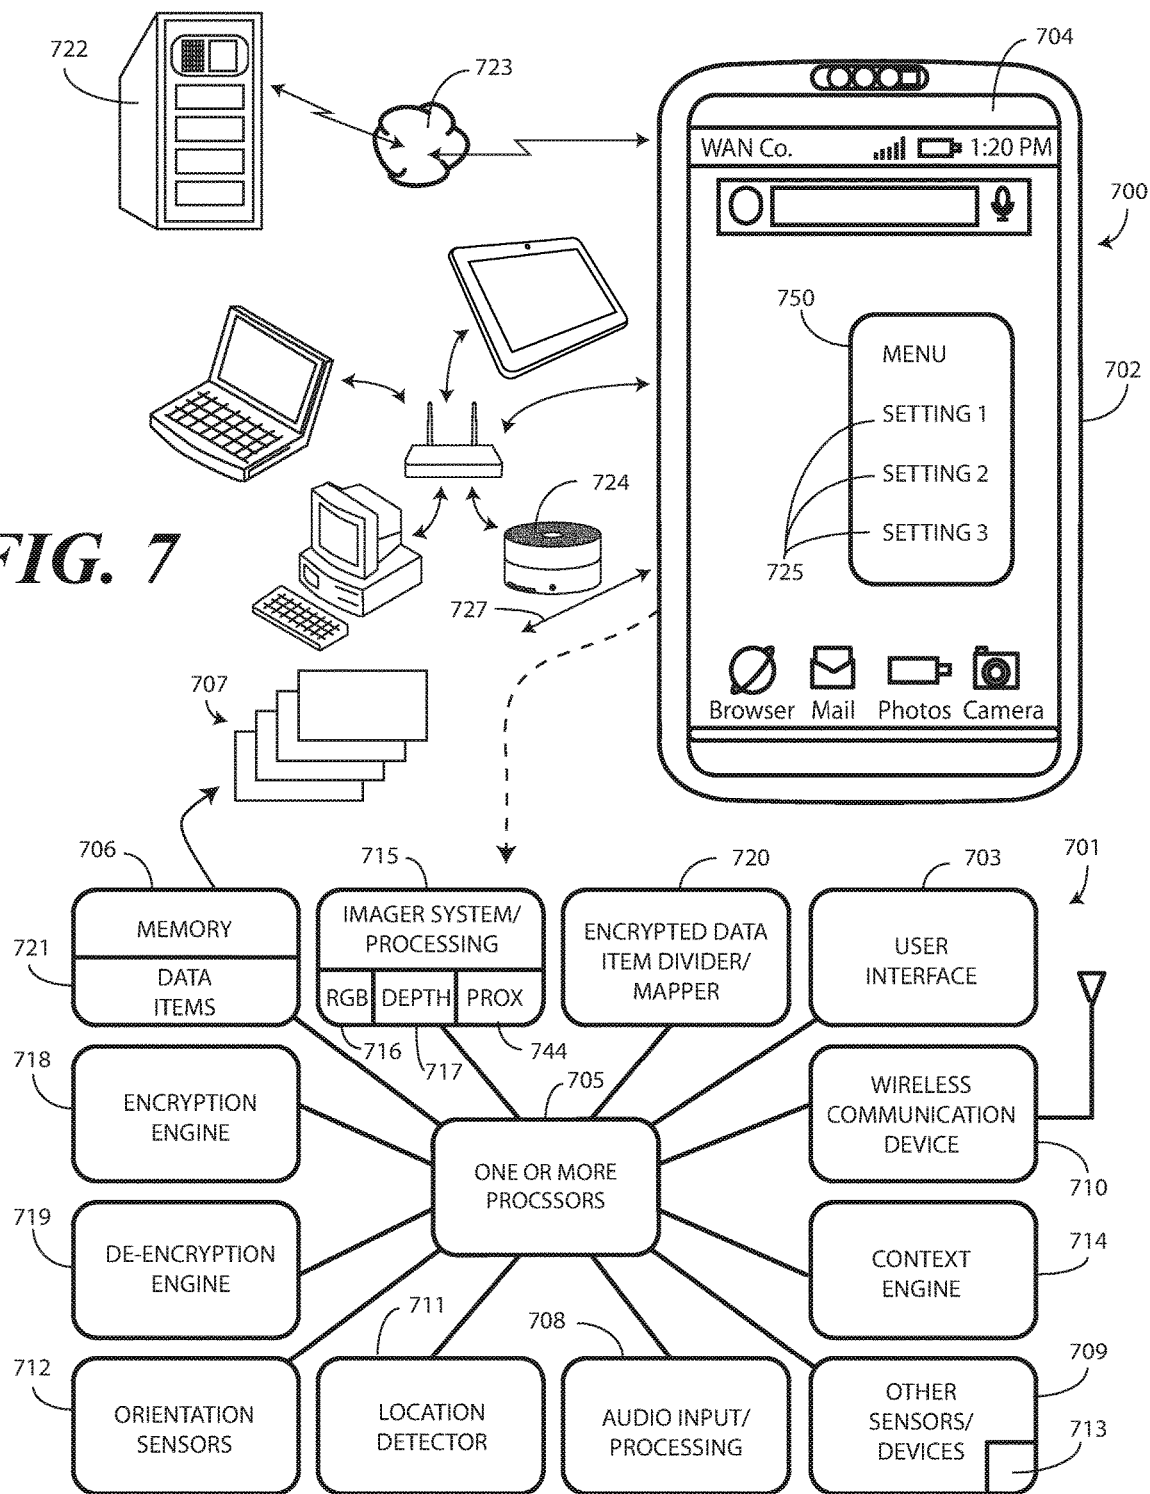 722
723
704
WAN Co. 1:20 PM
700
750
MENU
702
SETTING 1
SETTING 2
724
SETTING 3
FIG. 7
725
727
707
Browser Mail Photos Camera
706
715
720
703
701
MEMORY
721
DATA
ITEMS
IMAGER SYSTEM/
PROCESSING
RGB DEPTH PROX
ENCRYPTED DATA
ITEM DIVIDER/
MAPPER
USER
INTERFACE
716
717
744
705
718
ENCRYPTION
ENGINE
WIRELESS
COMMUNICATION
DEVICE
710
ONE OR MORE
PROCSSORS
719
DE-ENCRYPTION
ENGINE
CONTEXT
ENGINE
714
711
708
712
ORIENTATION
SENSORS
LOCATION
DETECTOR
AUDIO INPUT/
PROCESSING
OTHER
SENSORS/
DEVICES
709
713